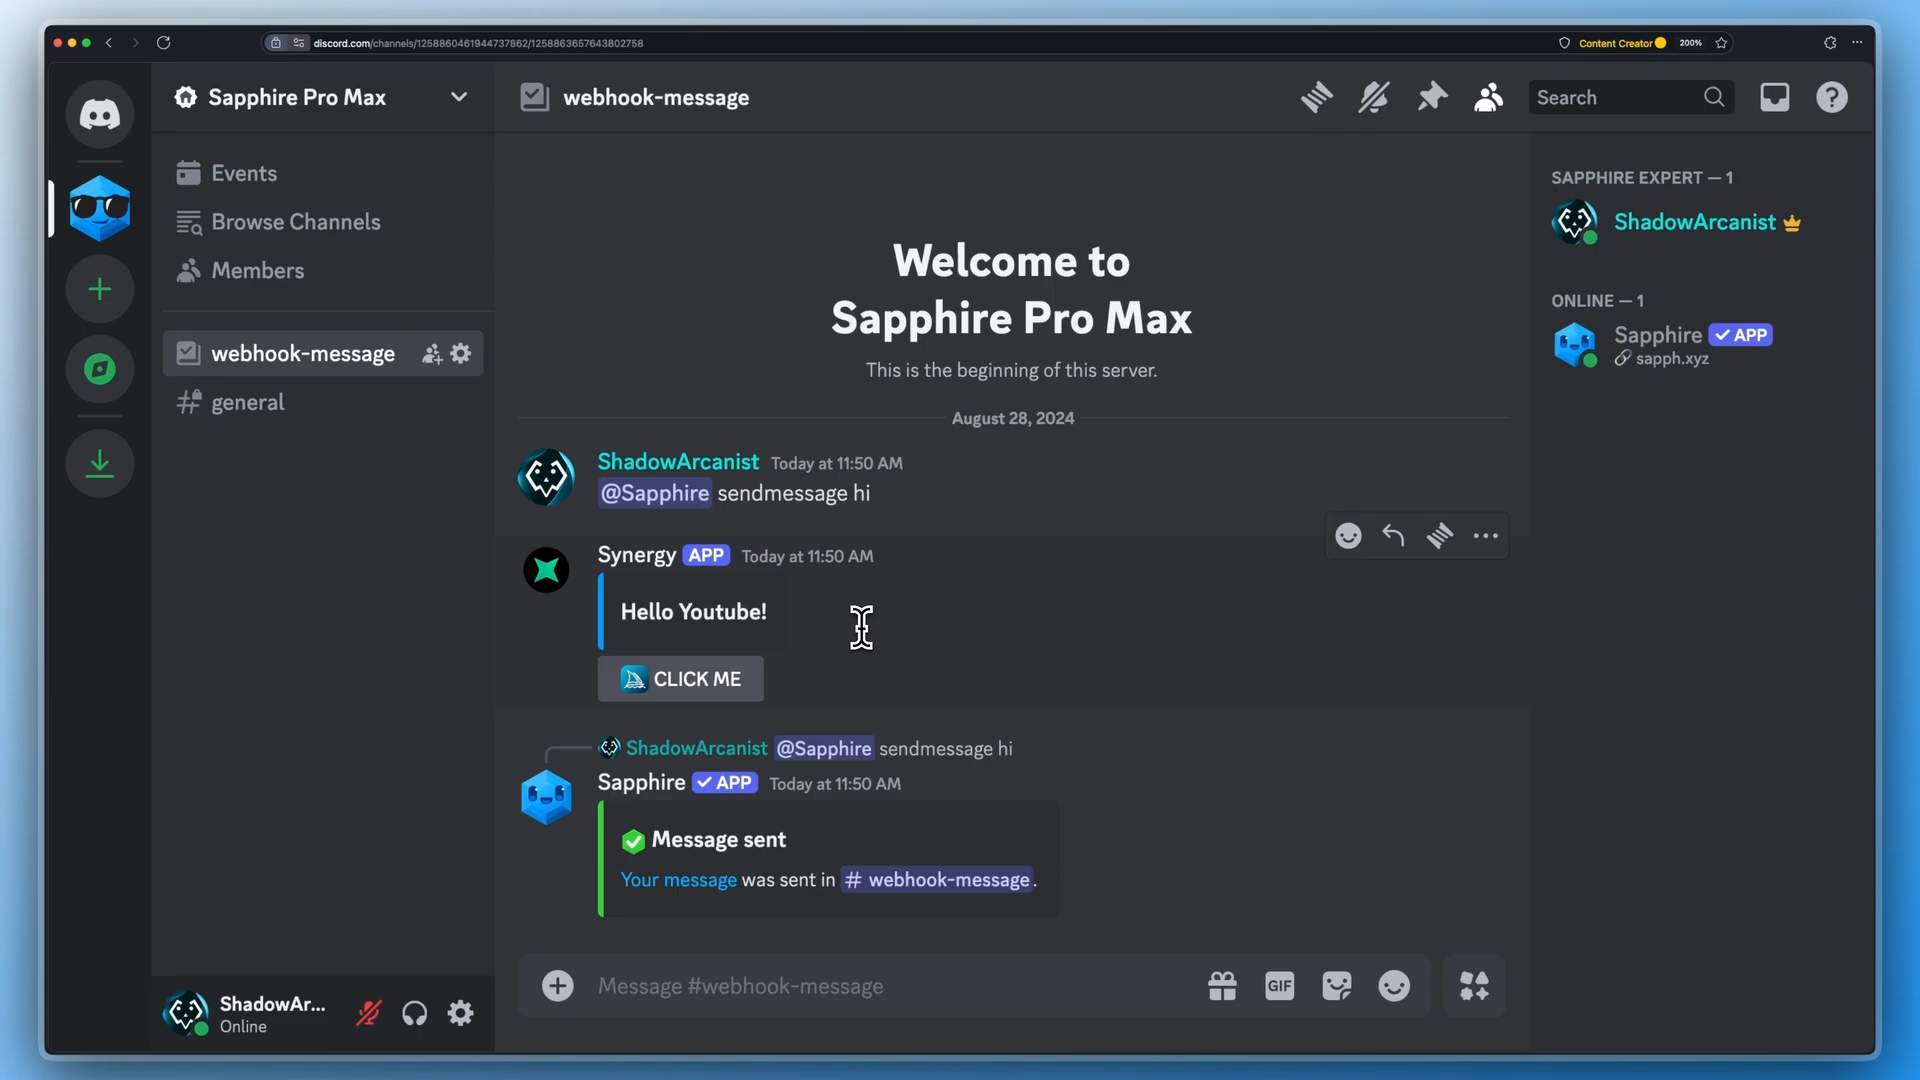 discord.com/channels/1258860461944737862/1258863657643802758
Content Creator
200%
Sapphire Pro Max
webhook-message
Search
Events
Browse Channels
Members
webhook-message
general
Welcome to
Sapphire Pro Max
This is the beginning of this server.
August 28, 2024
ShadowArcanist Today at 11:50 AM
@Sapphire sendmessage hi
Synergy APP Today at 11:50 AM
Hello Youtube!
CLICK ME
ShadowArcanist @Sapphire sendmessage hi
Sapphire APP Today at 11:50 AM
Message sent
Your message was sent in # webhook-message.
Message #webhook-message
GIF
SAPPHIRE EXPERT — 1
ShadowArcanist
ONLINE — 1
Sapphire APP
sapph.xyz
ShadowAr...
Online